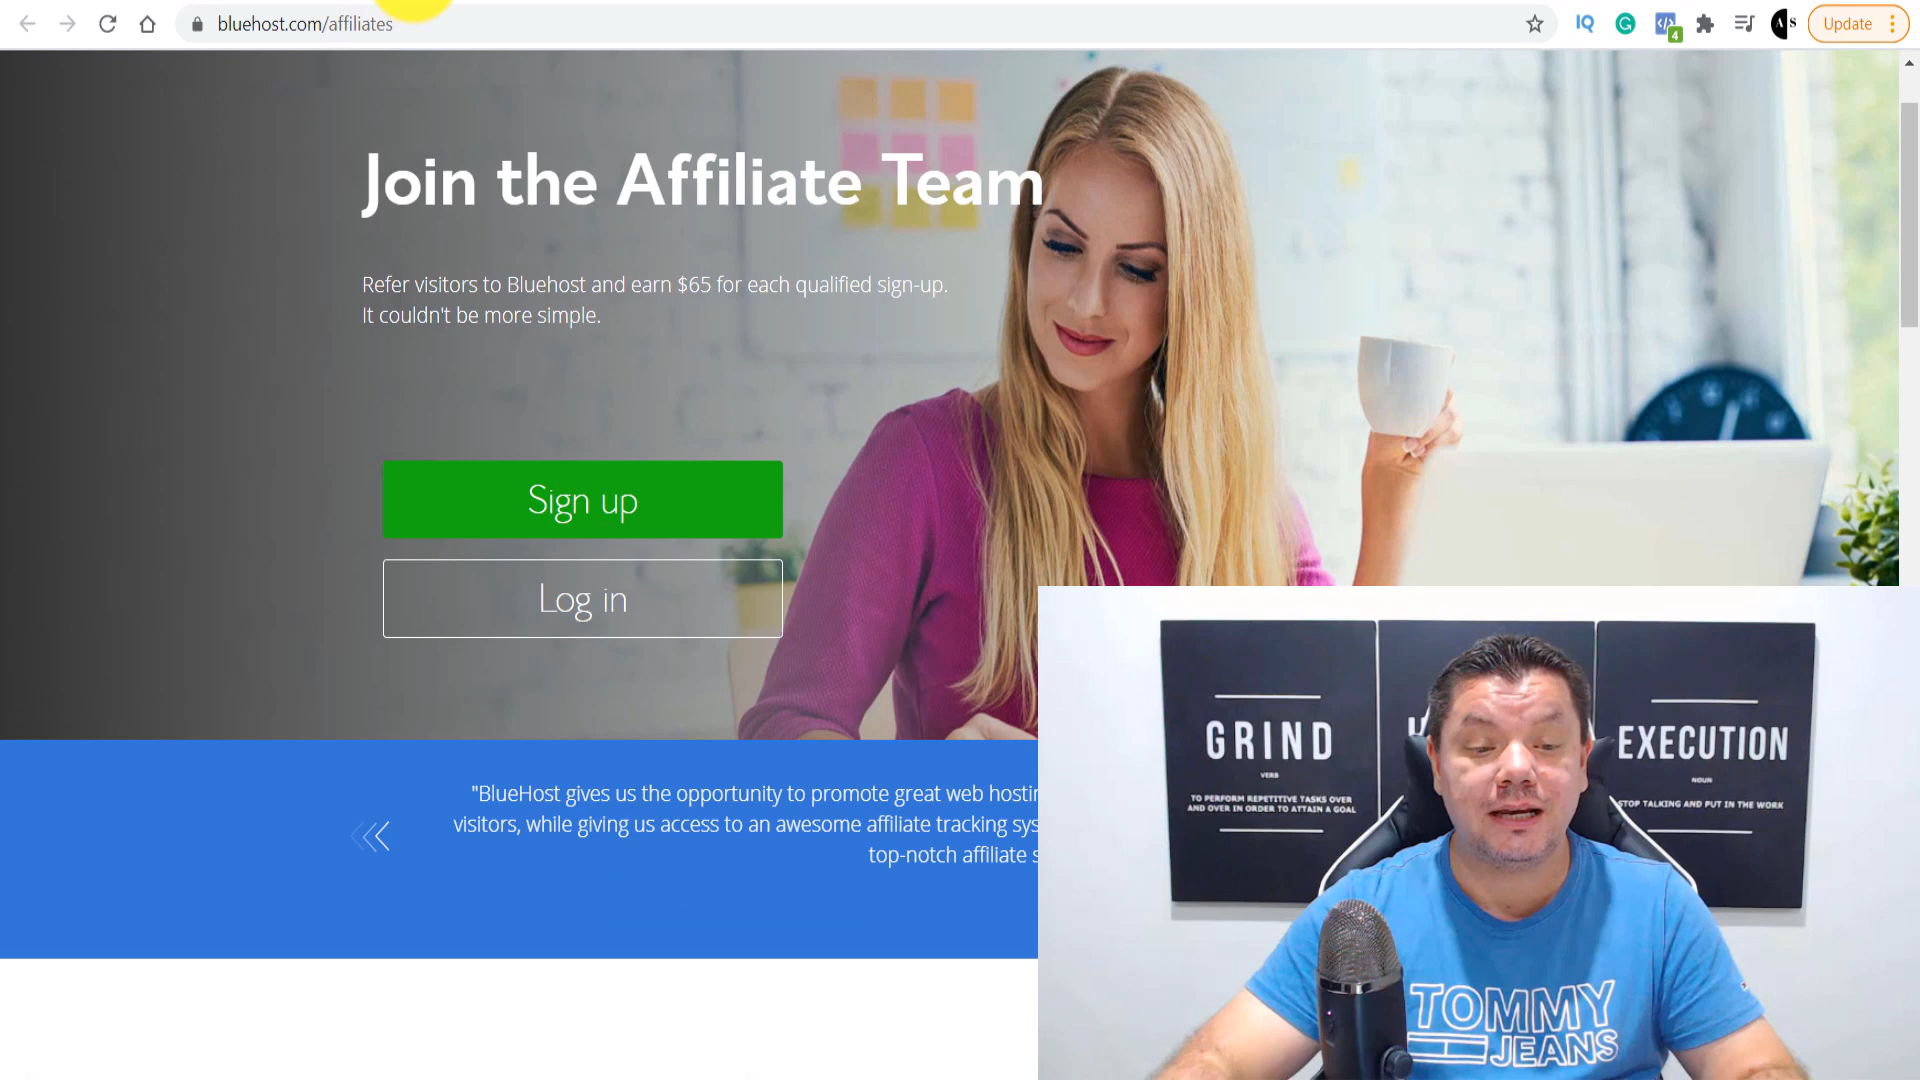 bluehost.com/affiliates
IQ
4
A S
Update
Join the Affiliate Team
Refer visitors to Bluehost and earn $65 for each qualified sign-up.
It couldn't be more simple.
Sign up
Log in
"BlueHost gives us the opportunity to promote great web hostin
visitors, while giving us access to an awesome affiliate tracking sys
top-notch affiliate s
GRIND
VERB
TO PERFORM REPETITIVE TASKS OVER
AND OVER IN ORDER TO ATTAIN A GOAL
EXECUTION
NOUN
STOP TALKING AND PUT IN THE WORK
TOMMY
JEANS